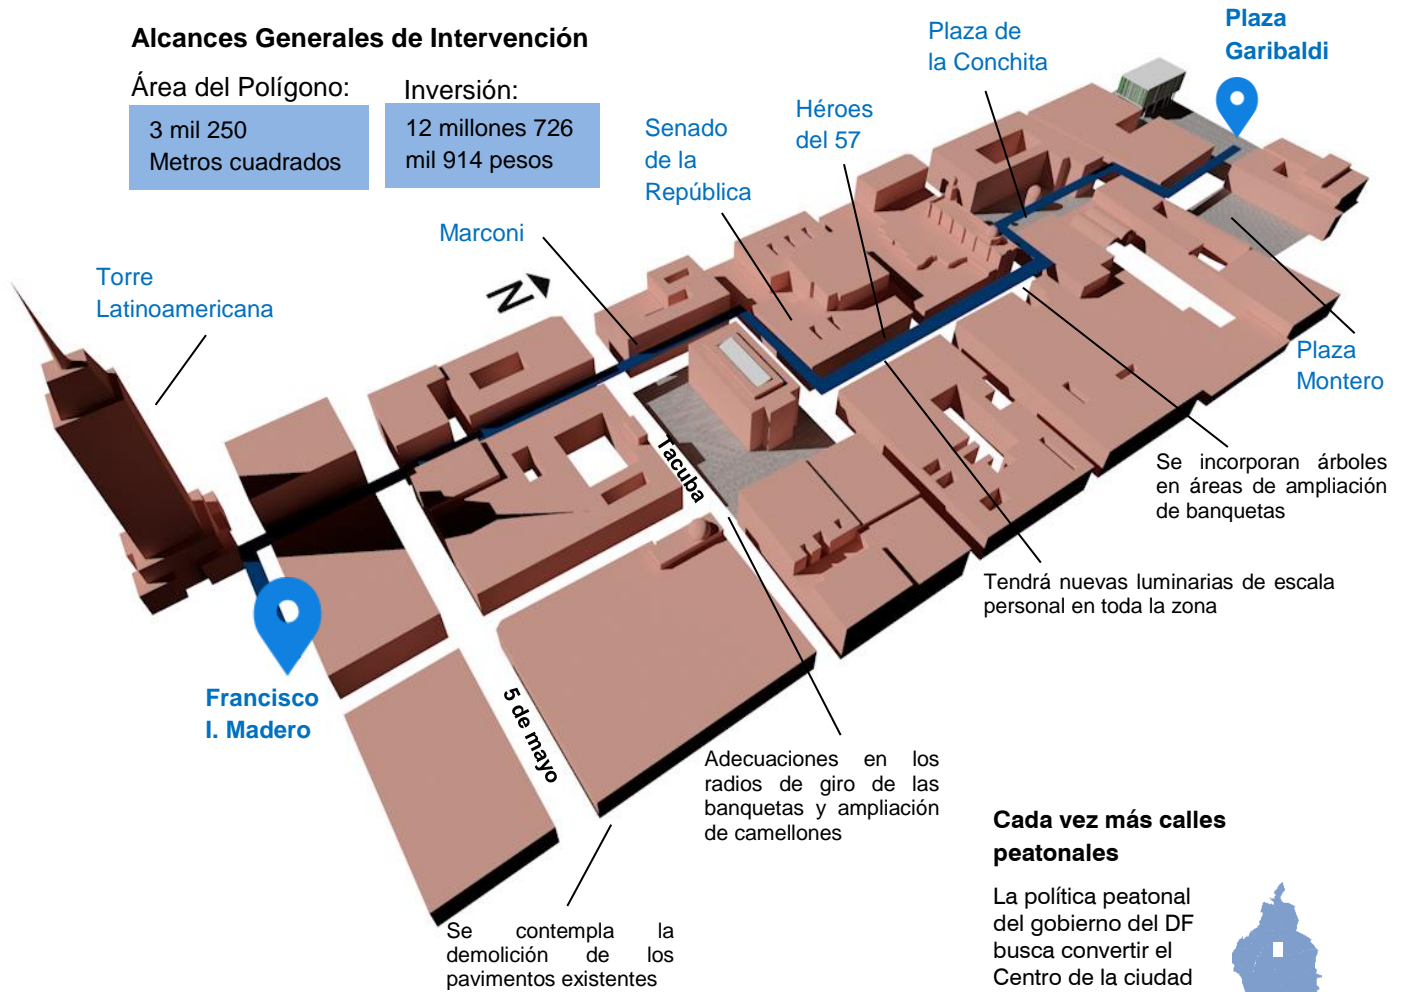 Alcances Generales de Intervención
Área del Polígono:
3 mil 250
Metros cuadrados
Inversión:
12 millones 726
mil 914 pesos
Plaza
Garibaldi
Plaza de
la Conchita
Héroes
del 57
Senado
de la
República
Marconi
N
Torre
Latinoamericana
Plaza
Montero
Tacuba
Se incorporan árboles
en áreas de ampliación
de banquetas
Tendrá nuevas luminarias de escala
personal en toda la zona
Francisco
I. Madero
5 de mayo
Adecuaciones en los
radios de giro de las
banquetas y ampliación
de camellones
Se contempla la
demolición de los
pavimentos existentes
Cada vez más calles
peatonales
La política peatonal
del gobierno del DF
busca convertir el
Centro de la ciudad